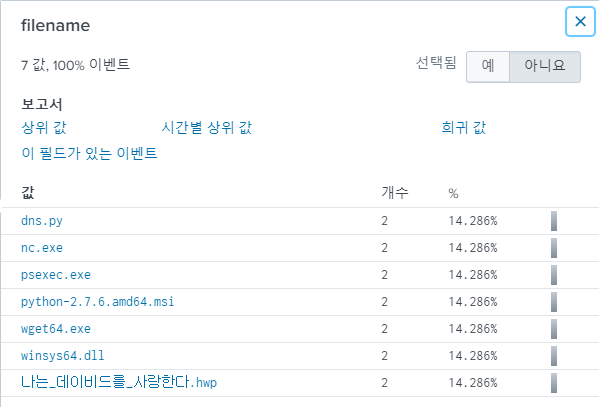 filename
7 값, 100% 이벤트 선택됨 예 아니요
보고서
상위 값 시간별 상위 값 희귀 값
이 필드가 있는 이벤트
값 개수 %
dns.py 2 14.286%
nc.exe 2 14.286%
psexec.exe 2 14.286%
python-2.7.6.amd64.msi 2 14.286%
wget64.exe 2 14.286%
winsys64.dll 2 14.286%
나는_데이비드를_사랑한다.hwp 2 14.286%